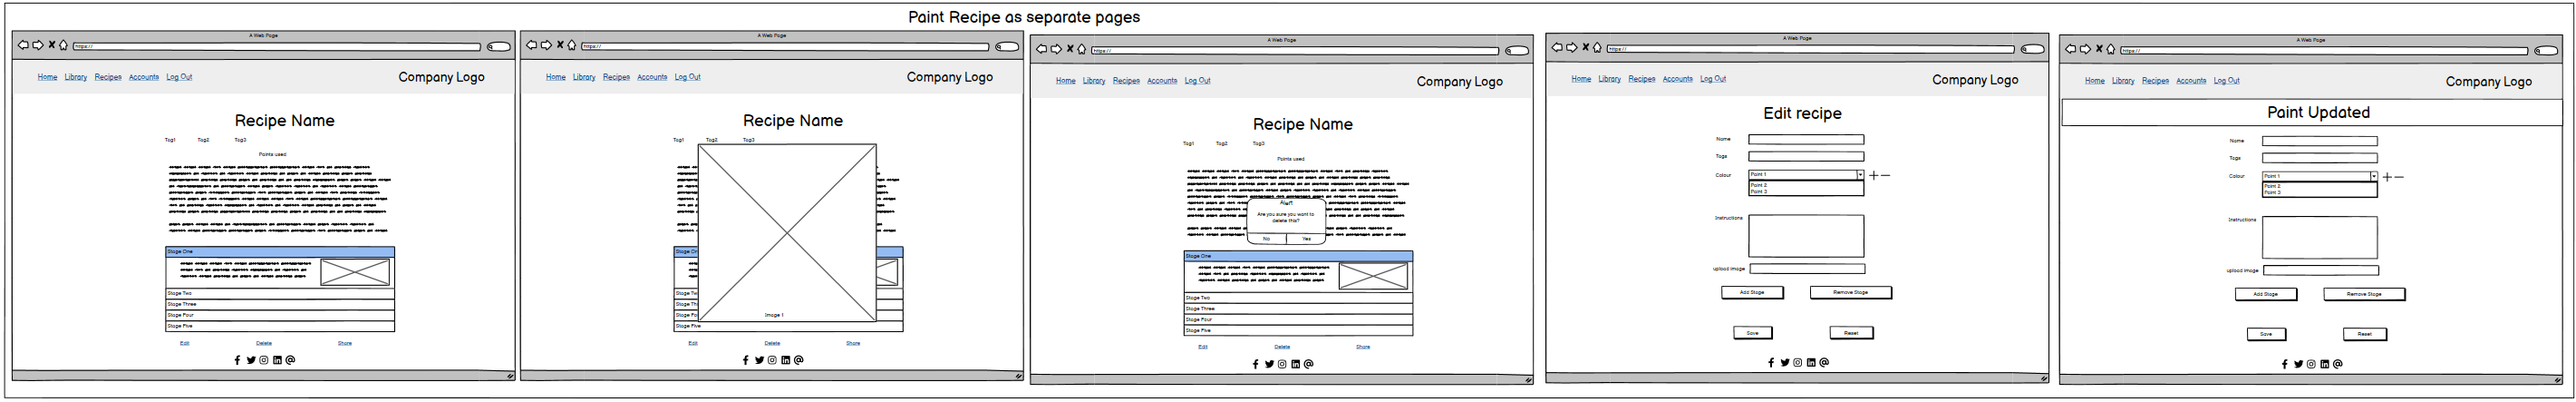 Paint Recipe as separate pages
A Web Page
https://
Home Library Recipes Accounts Log Out
Company Logo
Recipe Name
Tag1 Tag2 Tag3
Paints used
Stage One
Stage Two
Stage Three
Stage Four
Stage Five
Edit Delete Share
A Web Page
https://
Home Library Recipes Accounts Log Out
Company Logo
Recipe Name
Tag1 Tag2 Tag3
Image 1
Stage Five
Edit Delete Share
A Web Page
https://
Home Library Recipes Accounts Log Out
Company Logo
Recipe Name
Tag1 Tag2 Tag3
Paints used
Alert
Are you sure you want to
delete this?
No Yes
Stage One
Stage Two
Stage Three
Stage Four
Stage Five
Edit Delete Share
A Web Page
https://
Home Library Recipes Accounts Log Out
Company Logo
Edit recipe
Name
Tags
Colour Paint 1
Paint 2
Paint 3
Instructions
upload image
Add Stage Remove Stage
Save Reset
A Web Page
https://
Home Library Recipes Accounts Log Out
Company Logo
Paint Updated
Name
Tags
Colour Paint 1
Paint 2
Paint 3
Instructions
upload image
Add Stage Remove Stage
Save Reset